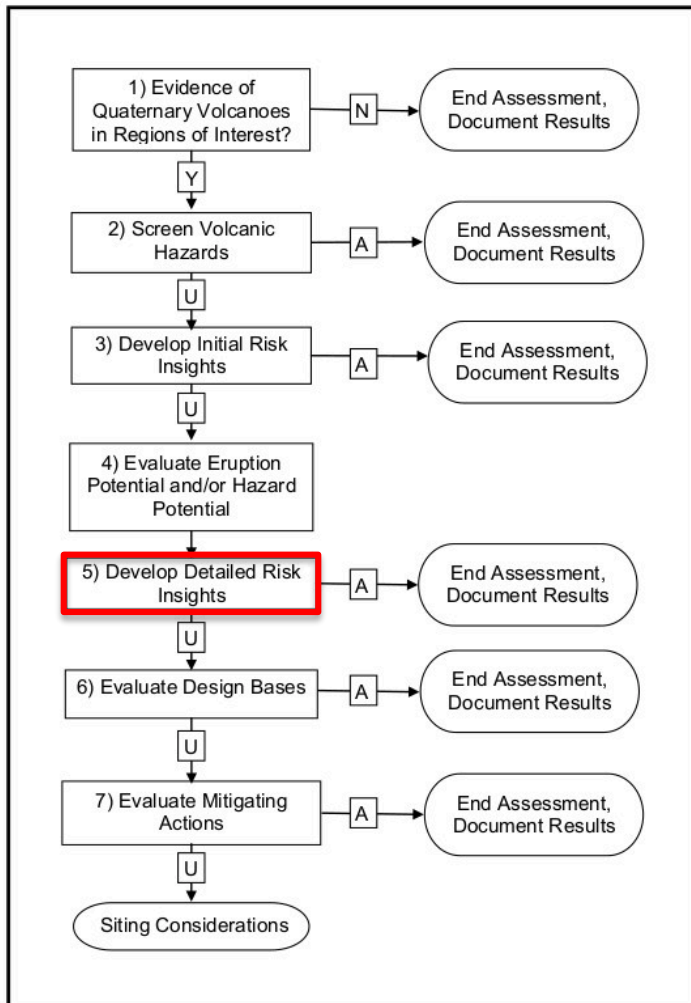 1) Evidence of
Quaternary Volcanoes
in Regions of Interest?
N
End Assessment,
Document Results
Y
2) Screen Volcanic
Hazards
A
End Assessment,
Document Results
U
3) Develop Initial Risk
Insights
A
End Assessment,
Document Results
U
4) Evaluate Eruption
Potential and/or Hazard
Potential
5) Develop Detailed Risk
Insights
A
End Assessment,
Document Results
U
6) Evaluate Design Bases
A
End Assessment,
Document Results
U
7) Evaluate Mitigating
Actions
A
End Assessment,
Document Results
U
Siting Considerations